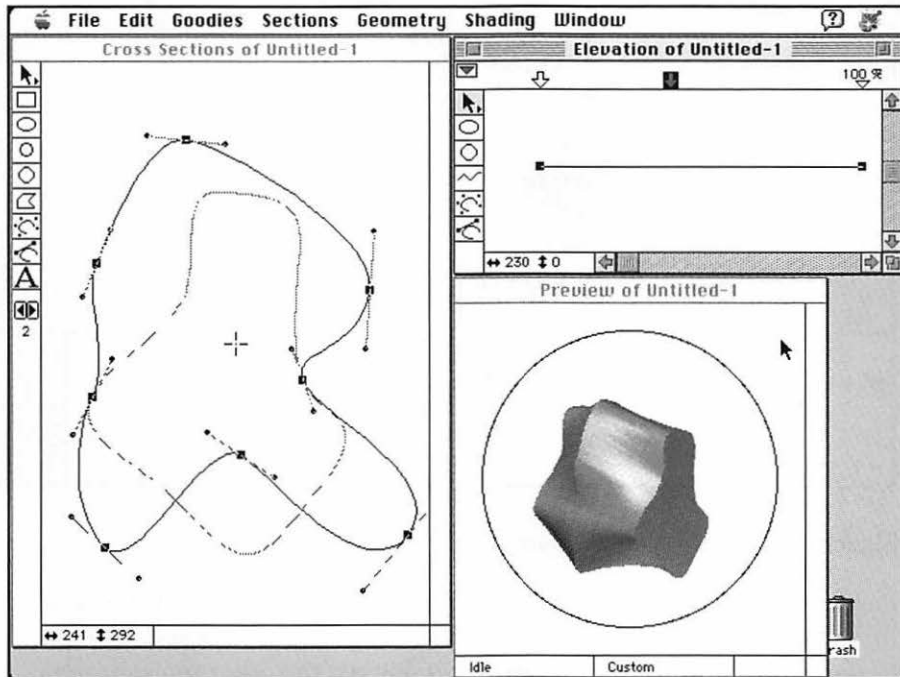 File Edit Goodies Sections Geometry Shading Window ?
Cross Sections of Untitled-1
A
2
241 292
Elevation of Untitled-1
100 %
230 0
Preview of Untitled-1
Idle Custom
rash